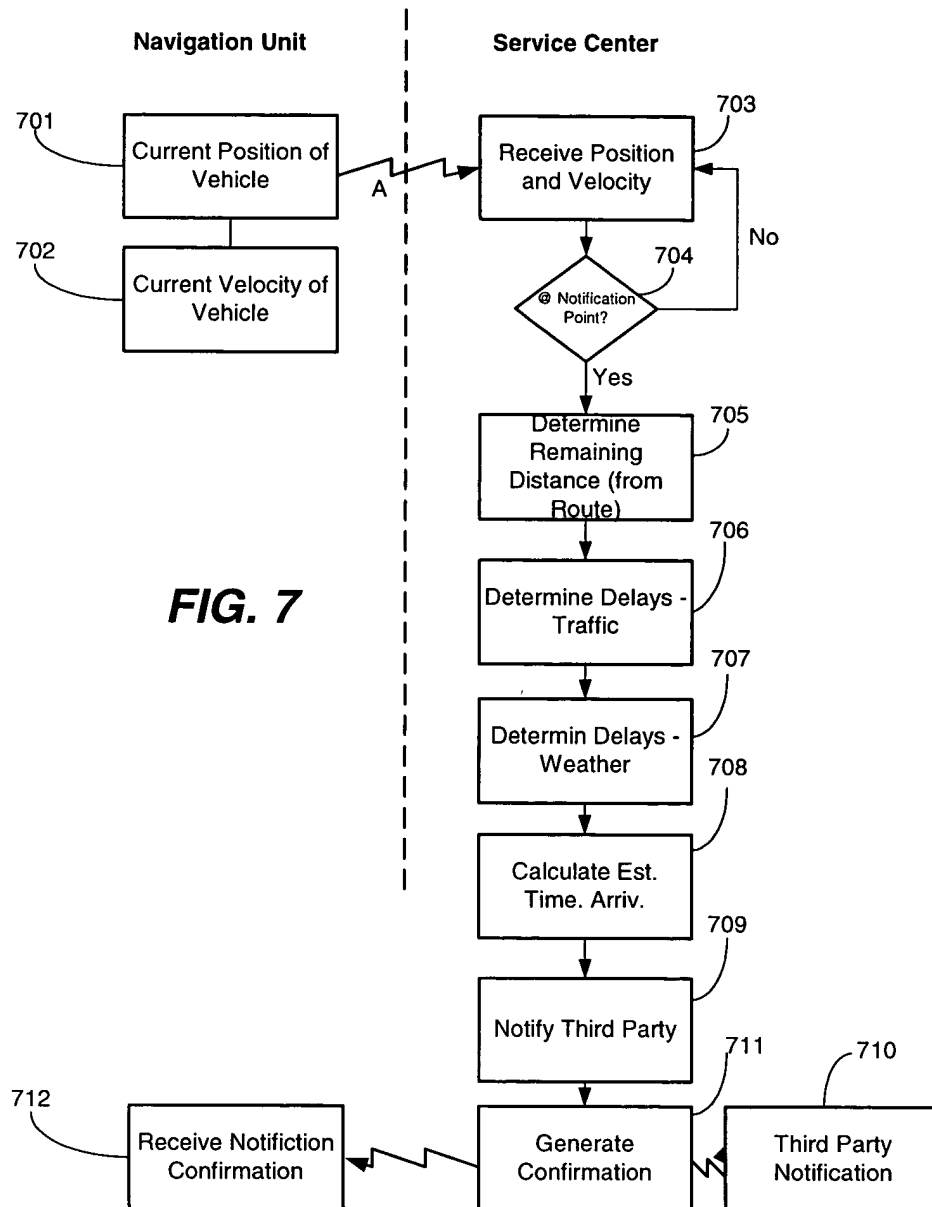 Navigation Unit
Service Center
701
Current Position of
Vehicle
A
703
Receive Position
and Velocity
702
Current Velocity of
Vehicle
No
704
@ Notification
Point?
Yes
705
Determine
Remaining
Distance (from
Route)
706
Determine Delays -
Traffic
FIG. 7
707
Determin Delays -
Weather
708
Calculate Est.
Time. Arriv.
709
Notify Third Party
711
710
712
Receive Notifiction
Confirmation
Generate
Confirmation
Third Party
Notification